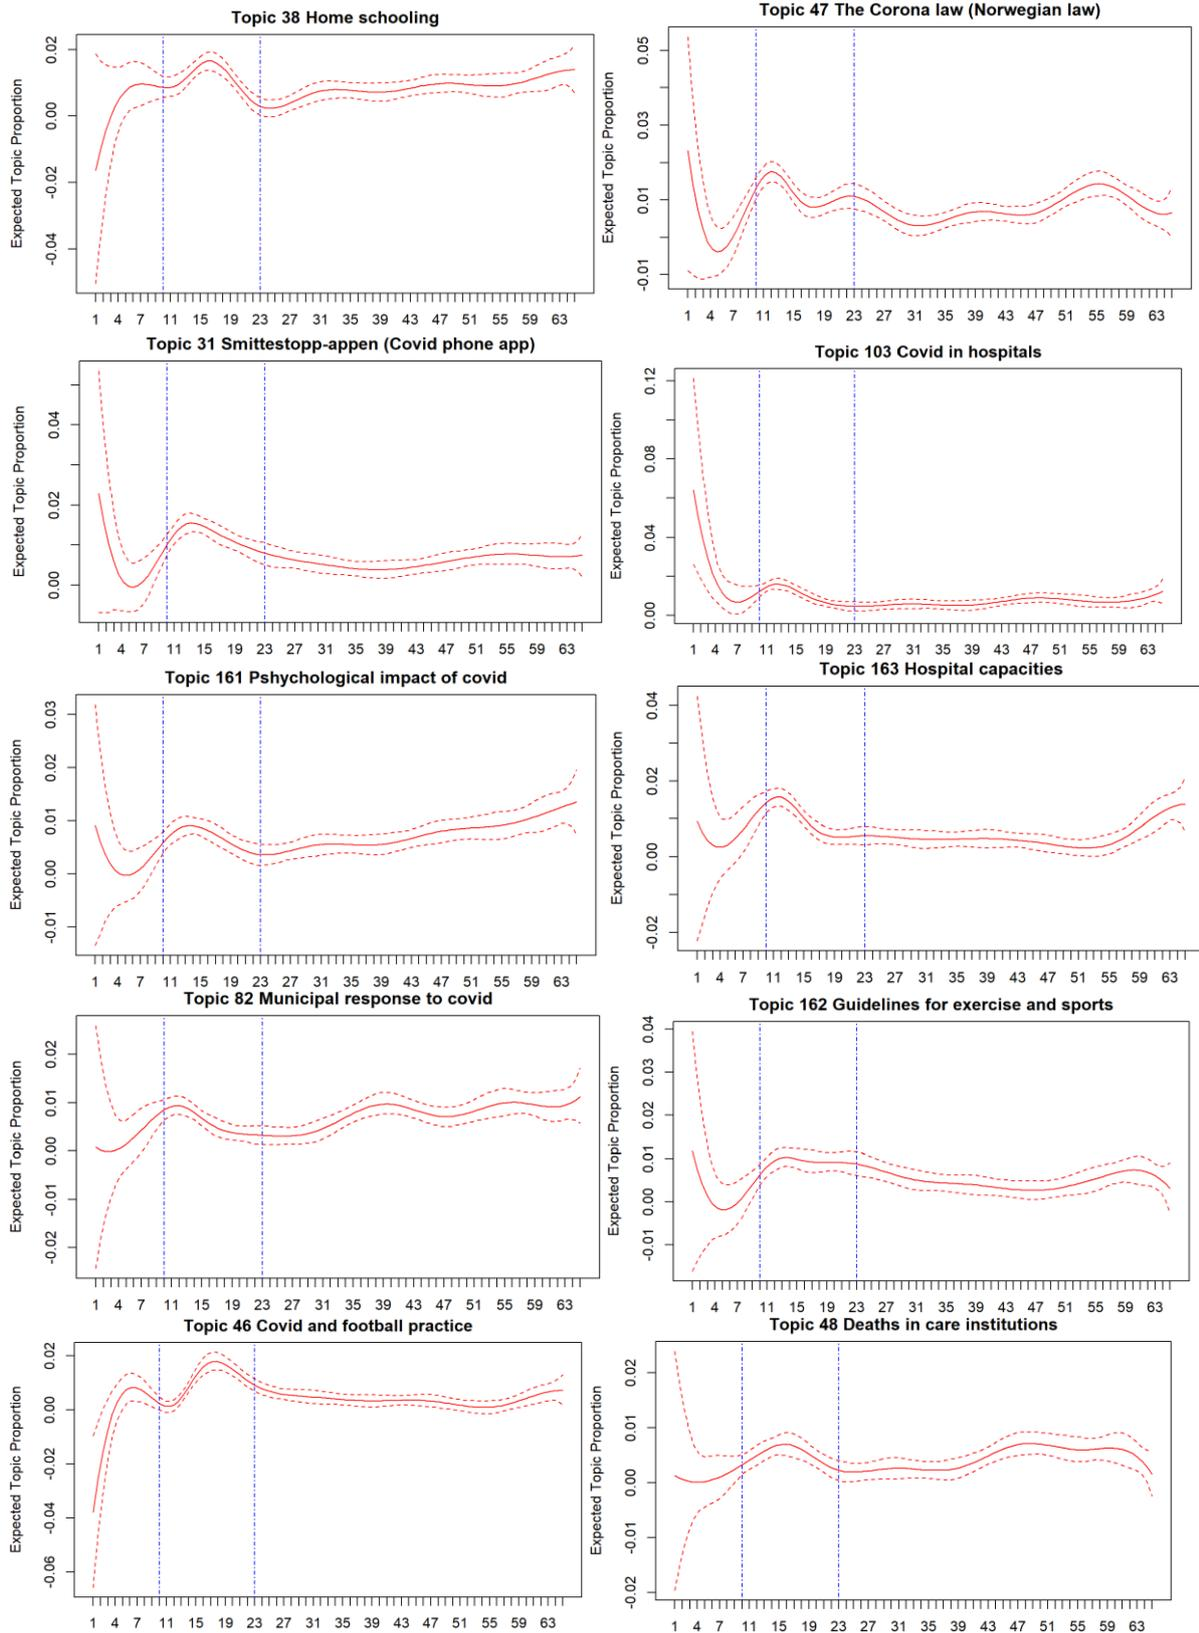 Topic 38 Home schooling
Expected Topic Proportion
0.02
0.00
-0.02
-0.04
1 4 7 11 15 19 23 27 31 35 39 43 47 51 55 59 63
Topic 47 The Corona law (Norwegian law)
Expected Topic Proportion
0.05
0.03
0.01
-0.01
1 4 7 11 15 19 23 27 31 35 39 43 47 51 55 59 63
Topic 31 Smittestopp-appen (Covid phone app)
Expected Topic Proportion
0.04
0.02
0.00
1 4 7 11 15 19 23 27 31 35 39 43 47 51 55 59 63
Topic 103 Covid in hospitals
Expected Topic Proportion
0.12
0.08
0.04
0.00
1 4 7 11 15 19 23 27 31 35 39 43 47 51 55 59 63
Topic 161 Pshychological impact of covid
Expected Topic Proportion
0.03
0.02
0.01
0.00
-0.01
1 4 7 11 15 19 23 27 31 35 39 43 47 51 55 59 63
Topic 163 Hospital capacities
Expected Topic Proportion
0.04
0.02
0.00
-0.02
1 4 7 11 15 19 23 27 31 35 39 43 47 51 55 59 63
Topic 82 Municipal response to covid
Expected Topic Proportion
0.02
0.01
0.00
-0.01
-0.02
1 4 7 11 15 19 23 27 31 35 39 43 47 51 55 59 63
Topic 162 Guidelines for exercise and sports
Expected Topic Proportion
0.04
0.03
0.02
0.01
0.00
-0.01
1 4 7 11 15 19 23 27 31 35 39 43 47 51 55 59 63
Topic 46 Covid and football practice
Expected Topic Proportion
0.02
0.00
-0.02
-0.04
-0.06
1 4 7 11 15 19 23 27 31 35 39 43 47 51 55 59 63
Topic 48 Deaths in care institutions
Expected Topic Proportion
0.02
0.01
0.00
-0.01
-0.02
1 4 7 11 15 19 23 27 31 35 39 43 47 51 55 59 63